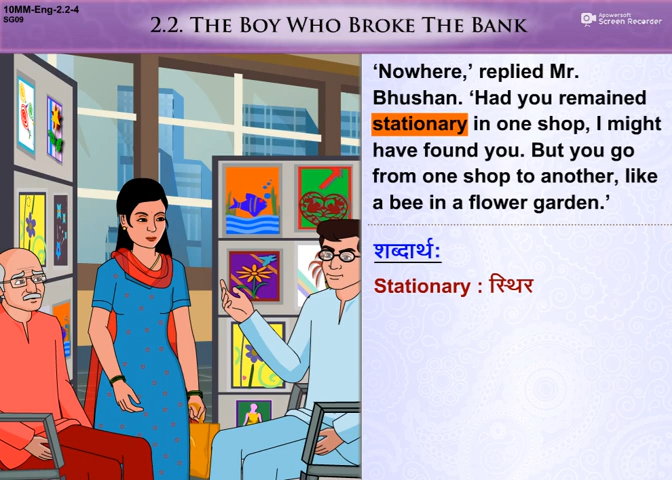 10MM-Eng-2.2-4
SG09
2.2. The Boy Who Broke The Bank
Apowersoft
Screen Recorder
‘Nowhere,’ replied Mr.
Bhushan. ‘Had you remained
stationary in one shop, I might
have found you. But you go
from one shop to another, like
a bee in a flower garden.’
शब्दार्थ:
Stationary : स्थिर